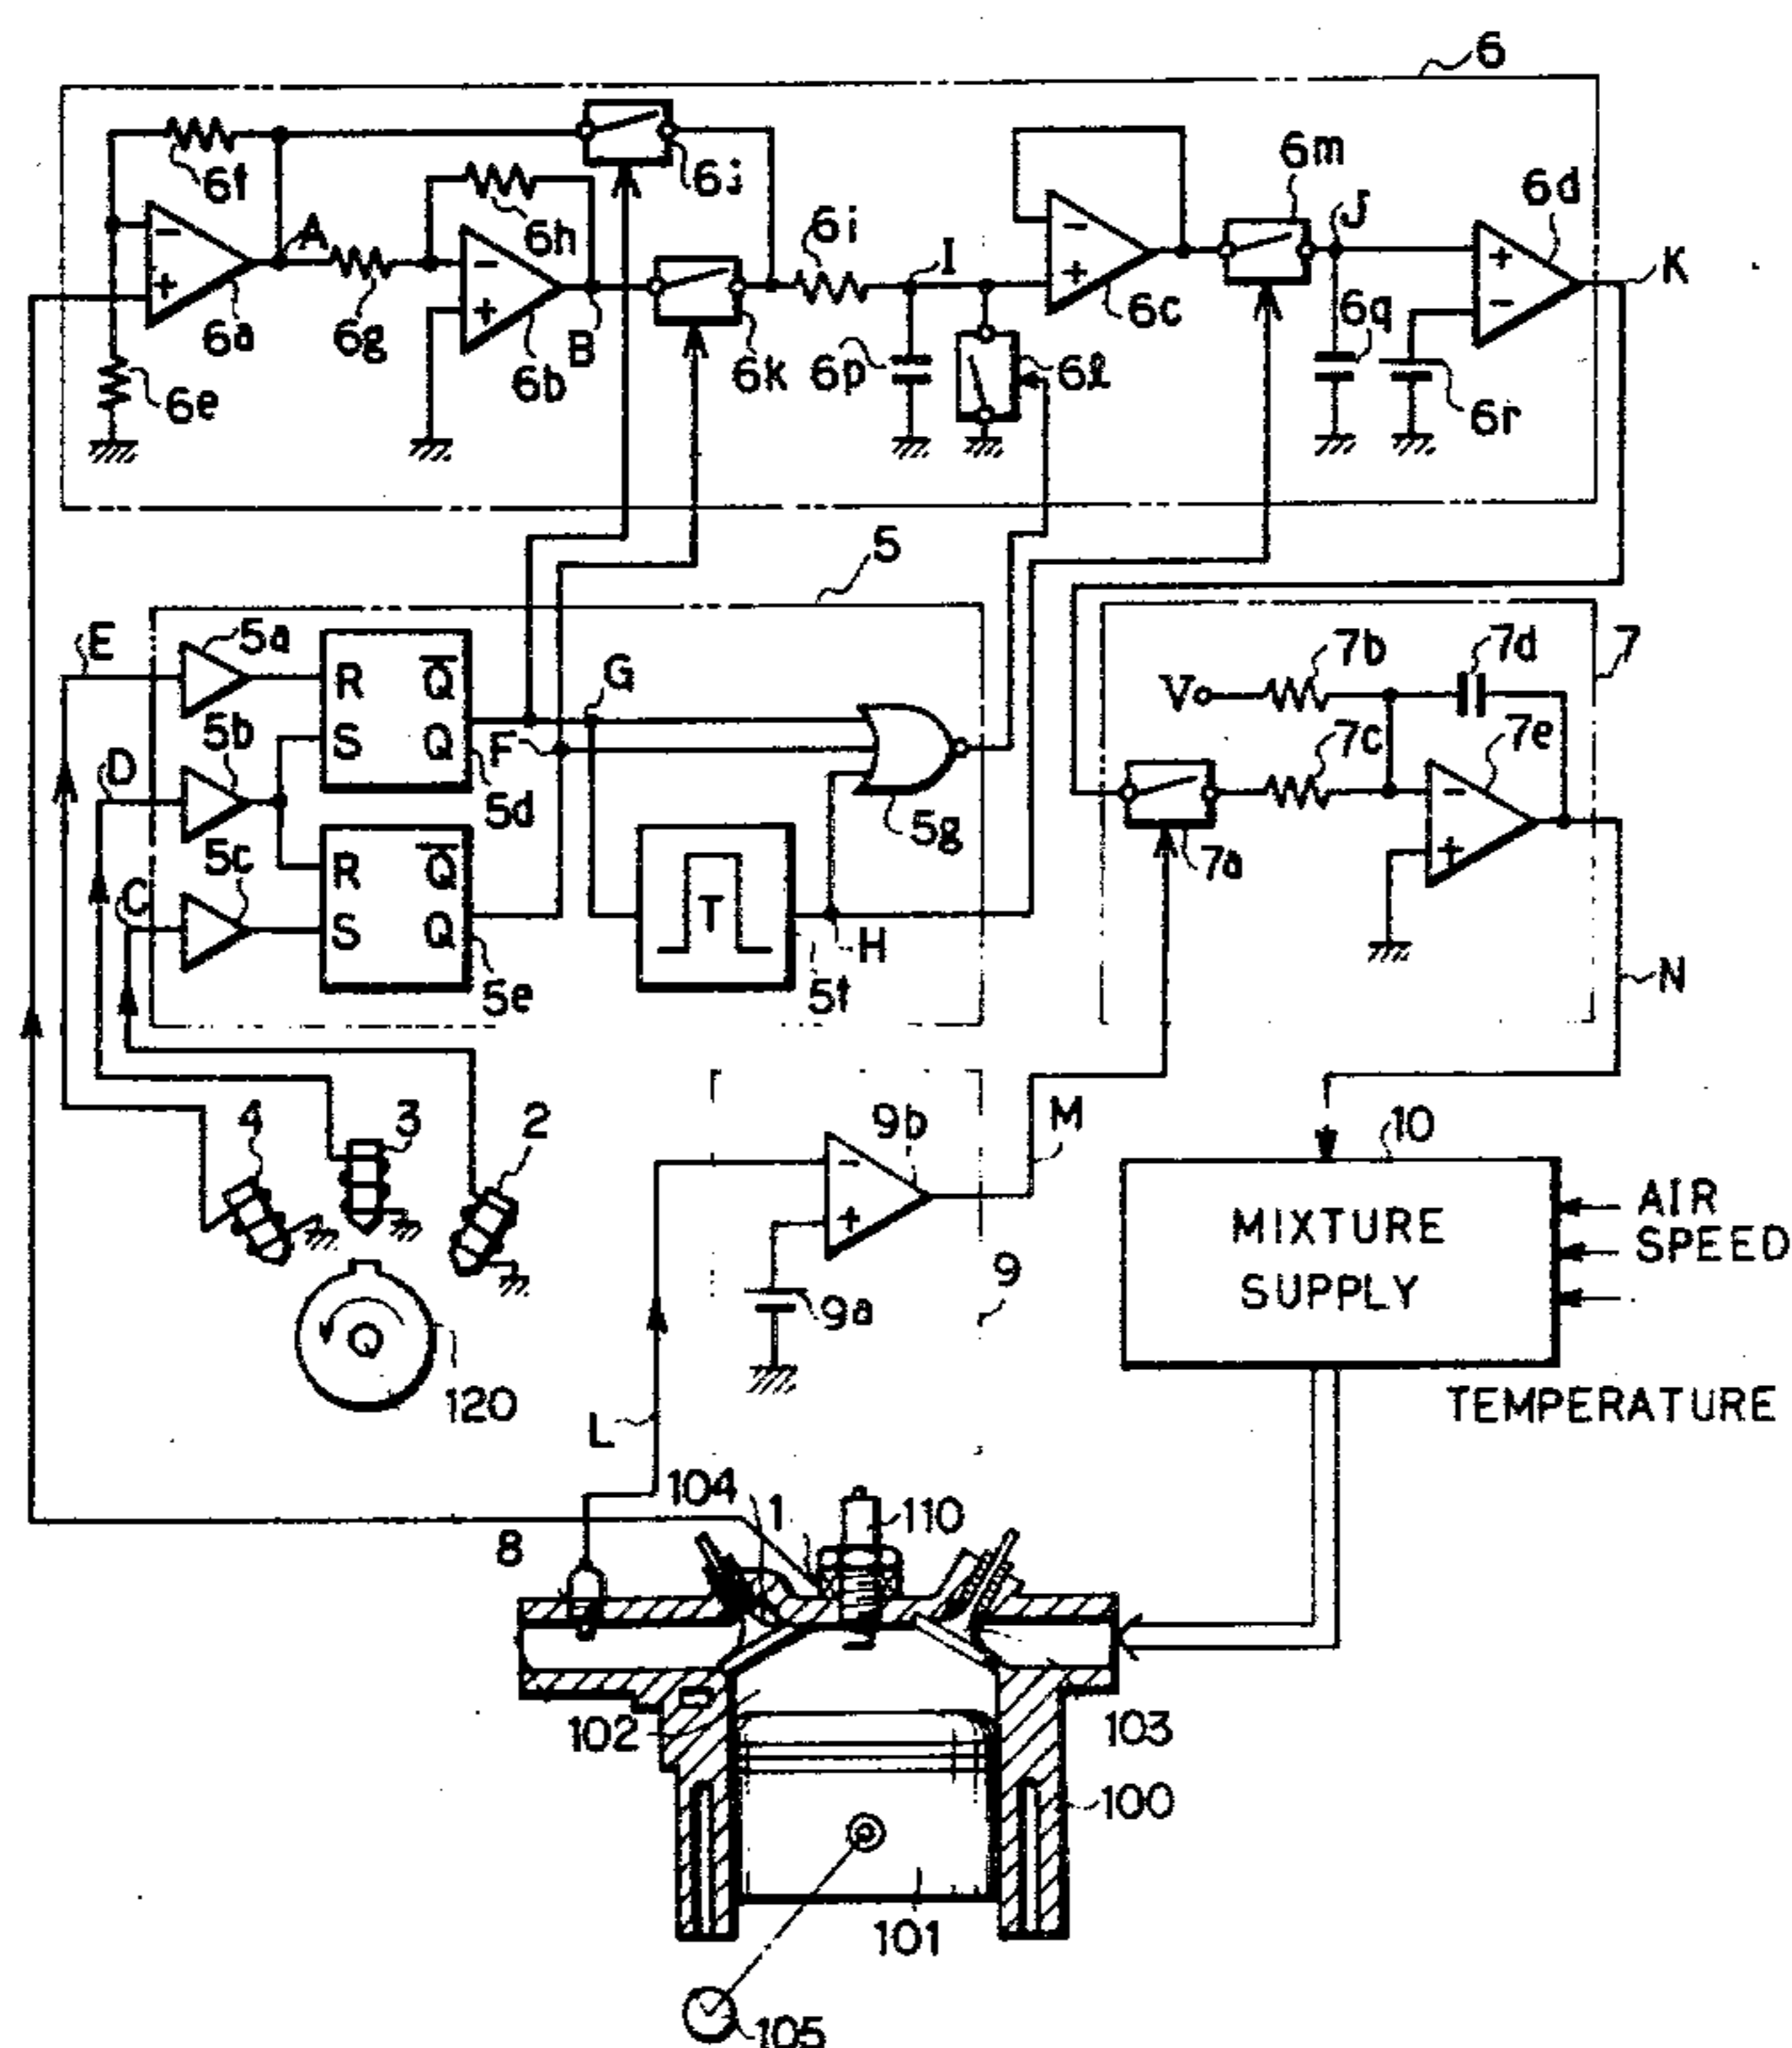 6
6f
6j
6m
6d
A
6h
6i
I
J
K
-
+
-
+
-
+
+
-
6a
6g
6b
B
6k
6p
6l
6c
6q
6r
6e
5
E
5a
R
Q̅
G
V
7b
7d
7
5b
S
Q
F
7c
7e
D
5d
5g
-
+
5c
R
Q̅
7a
C
S
Q
T
H
5e
5f
N
4
3
2
9b
M
10
-
+
MIXTURE
SUPPLY
AIR
SPEED
9a
9
120
TEMPERATURE
L
104
1
110
8
102
103
100
101
105